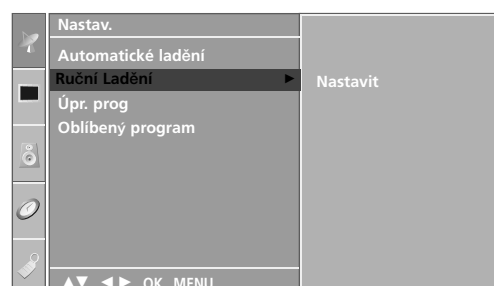 Nastav.
Automatické ladění
Ruční Ladění ►
Nastavit
Úpr. prog
Oblíbený program
▲▼ ◄► OK MENU